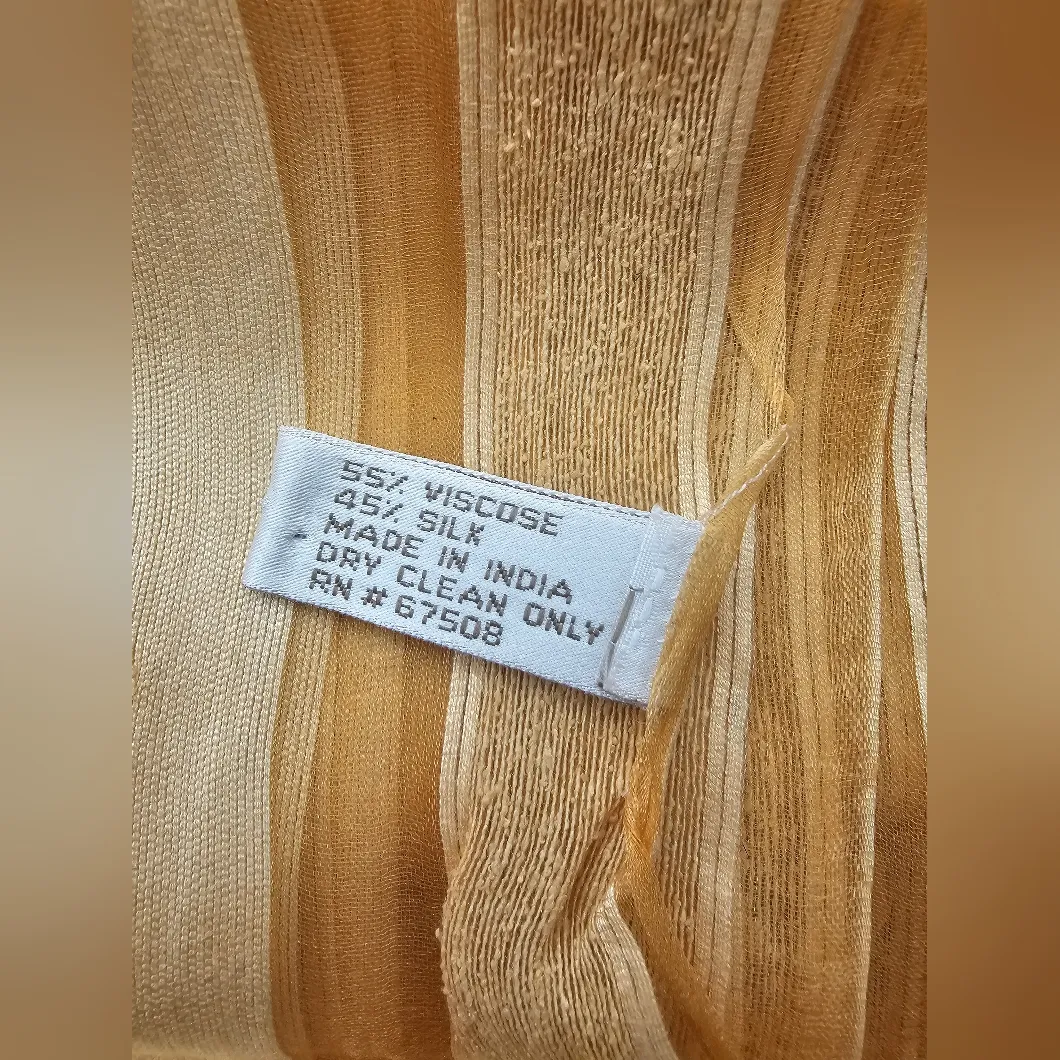 55% VISCOSE
45% SILK
MADE IN INDIA
DRY CLEAN ONLY
RN # 67508